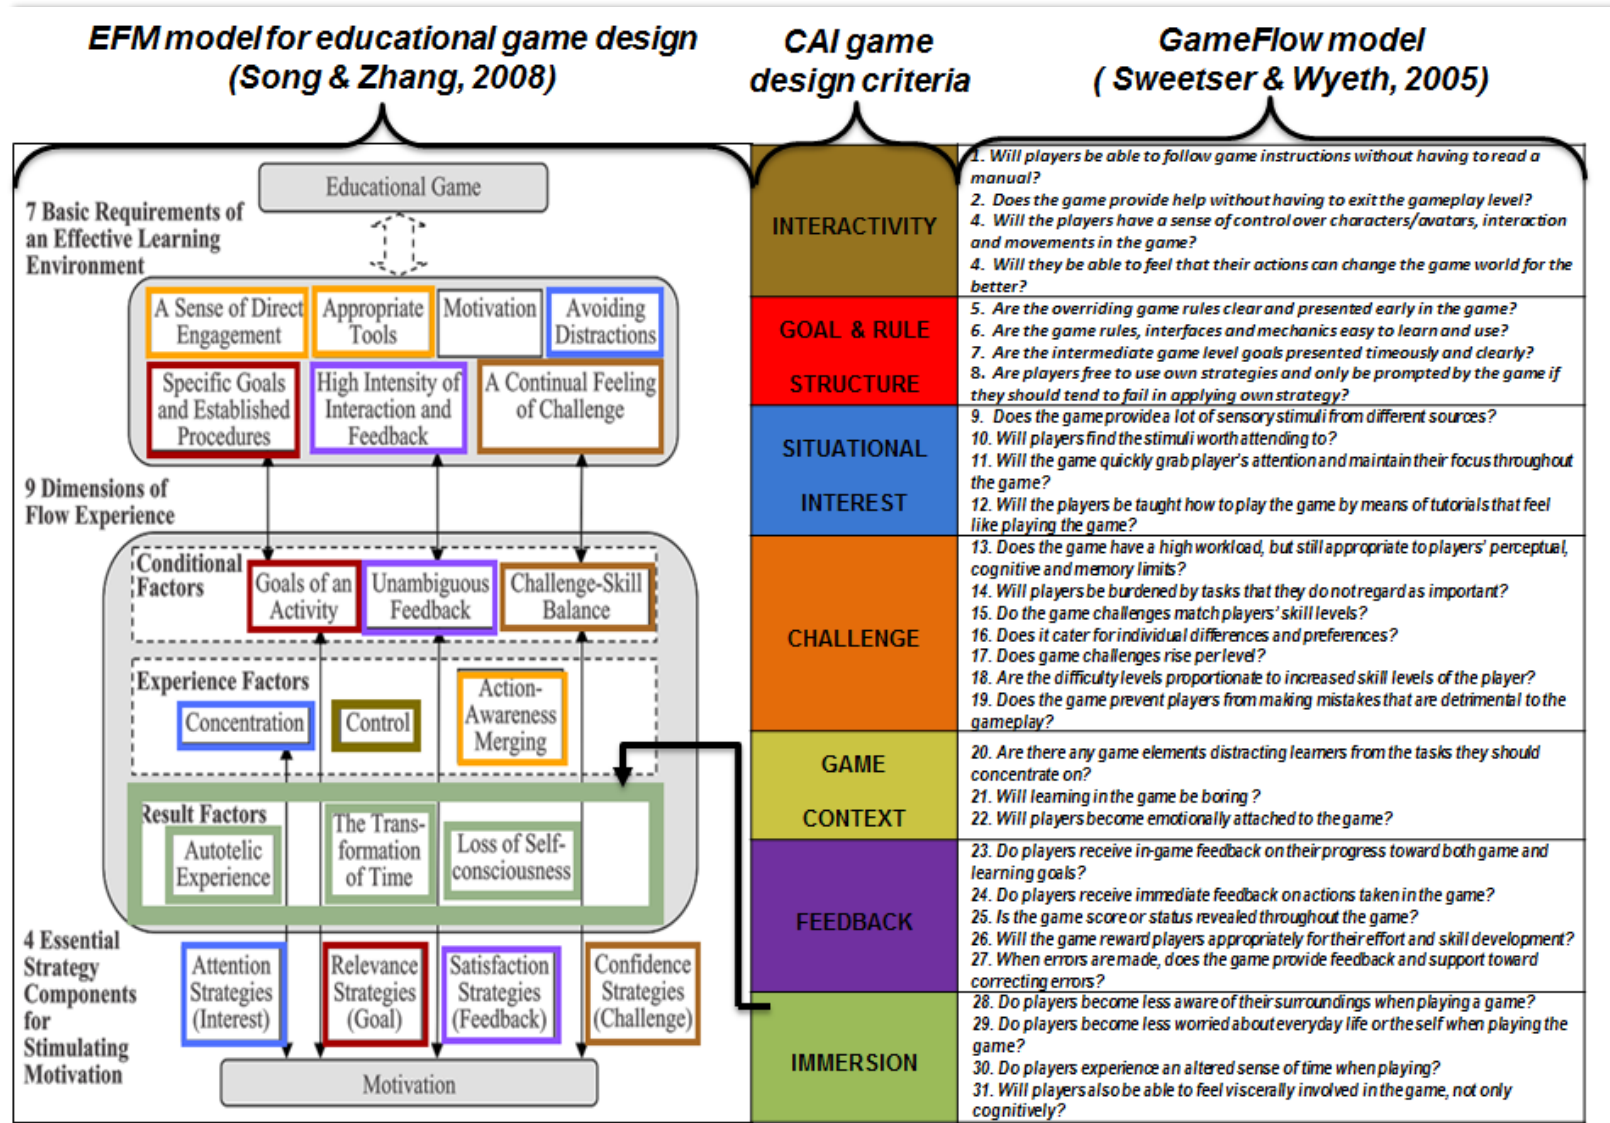 EFM model for educational game design
(Song & Zhang, 2008)
CAI game
design criteria
GameFlow model
( Sweetser & Wyeth, 2005)
Educational Game
7 Basic Requirements of
an Effective Learning
Environment
A Sense of Direct
Engagement
Appropriate
Tools
Motivation
Avoiding
Distractions
Specific Goals
and Established
Procedures
High Intensity of
Interaction and
Feedback
A Continual Feeling
of Challenge
9 Dimensions of
Flow Experience
Conditional
Factors
Goals of an
Activity
Unambiguous
Feedback
Challenge-Skill
Balance
Experience Factors
Concentration
Control
Action-
Awareness
Merging
Result Factors
Autotelic
Experience
The Trans-
formation
of Time
Loss of Self-
consciousness
4 Essential
Strategy
Components
for
Stimulating
Motivation
Attention
Strategies
(Interest)
Relevance
Strategies
(Goal)
Satisfaction
Strategies
(Feedback)
Confidence
Strategies
(Challenge)
Motivation
INTERACTIVITY
1. Will players be able to follow game instructions without having to read a
manual?
2. Does the game provide help without having to exit the gameplay level?
4. Will the players have a sense of control over characters/avatars, interaction
and movements in the game?
4. Will they be able to feel that their actions can change the game world for the
better?
GOAL & RULE
STRUCTURE
5. Are the overriding game rules clear and presented early in the game?
6. Are the game rules, interfaces and mechanics easy to learn and use?
7. Are the intermediate game level goals presented timeously and clearly?
8. Are players free to use own strategies and only be prompted by the game if
they should tend to fail in applying own strategy?
SITUATIONAL
INTEREST
9. Does the game provide a lot of sensory stimuli from different sources?
10. Will players find the stimuli worth attending to?
11. Will the game quickly grab player's attention and maintain their focus throughout
the game?
12. Will the players be taught how to play the game by means of tutorials that feel
like playing the game?
CHALLENGE
13. Does the game have a high workload, but still appropriate to players' perceptual,
cognitive and memory limits?
14. Will players be burdened by tasks that they do not regard as important?
15. Do the game challenges match players' skill levels?
16. Does it cater for individual differences and preferences?
17. Does game challenges rise per level?
18. Are the difficulty levels proportionate to increased skill levels of the player?
19. Does the game prevent players from making mistakes that are detrimental to the
gameplay?
GAME
CONTEXT
20. Are there any game elements distracting learners from the tasks they should
concentrate on?
21. Will learning in the game be boring ?
22. Will players become emotionally attached to the game?
FEEDBACK
23. Do players receive in-game feedback on their progress toward both game and
learning goals?
24. Do players receive immediate feedback on actions taken in the game?
25. Is the game score or status revealed throughout the game?
26. Will the game reward players appropriately for their effort and skill development?
27. When errors are made, does the game provide feedback and support toward
correcting errors?
IMMERSION
28. Do players become less aware of their surroundings when playing a game?
29. Do players become less worried about everyday life or the self when playing the
game?
30. Do players experience an altered sense of time when playing?
31. Will players also be able to feel viscerally involved in the game, not only
cognitively?